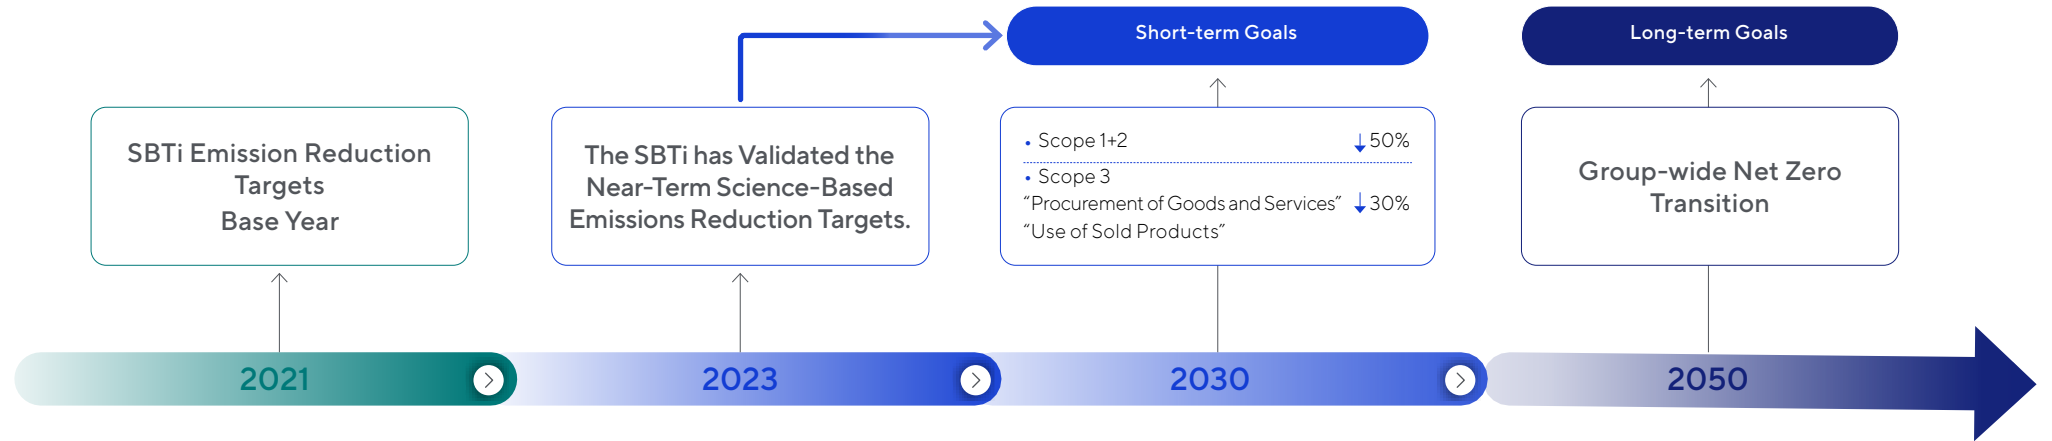 Short-term Goals
Long-term Goals
SBTi Emission Reduction
Targets
Base Year
The SBTi has Validated the
Near-Term Science-Based
Emissions Reduction Targets.
• Scope 1+2 ↓50%
• Scope 3
“Procurement of Goods and Services” ↓30%
“Use of Sold Products”
Group-wide Net Zero
Transition
2021
2023
2030
2050